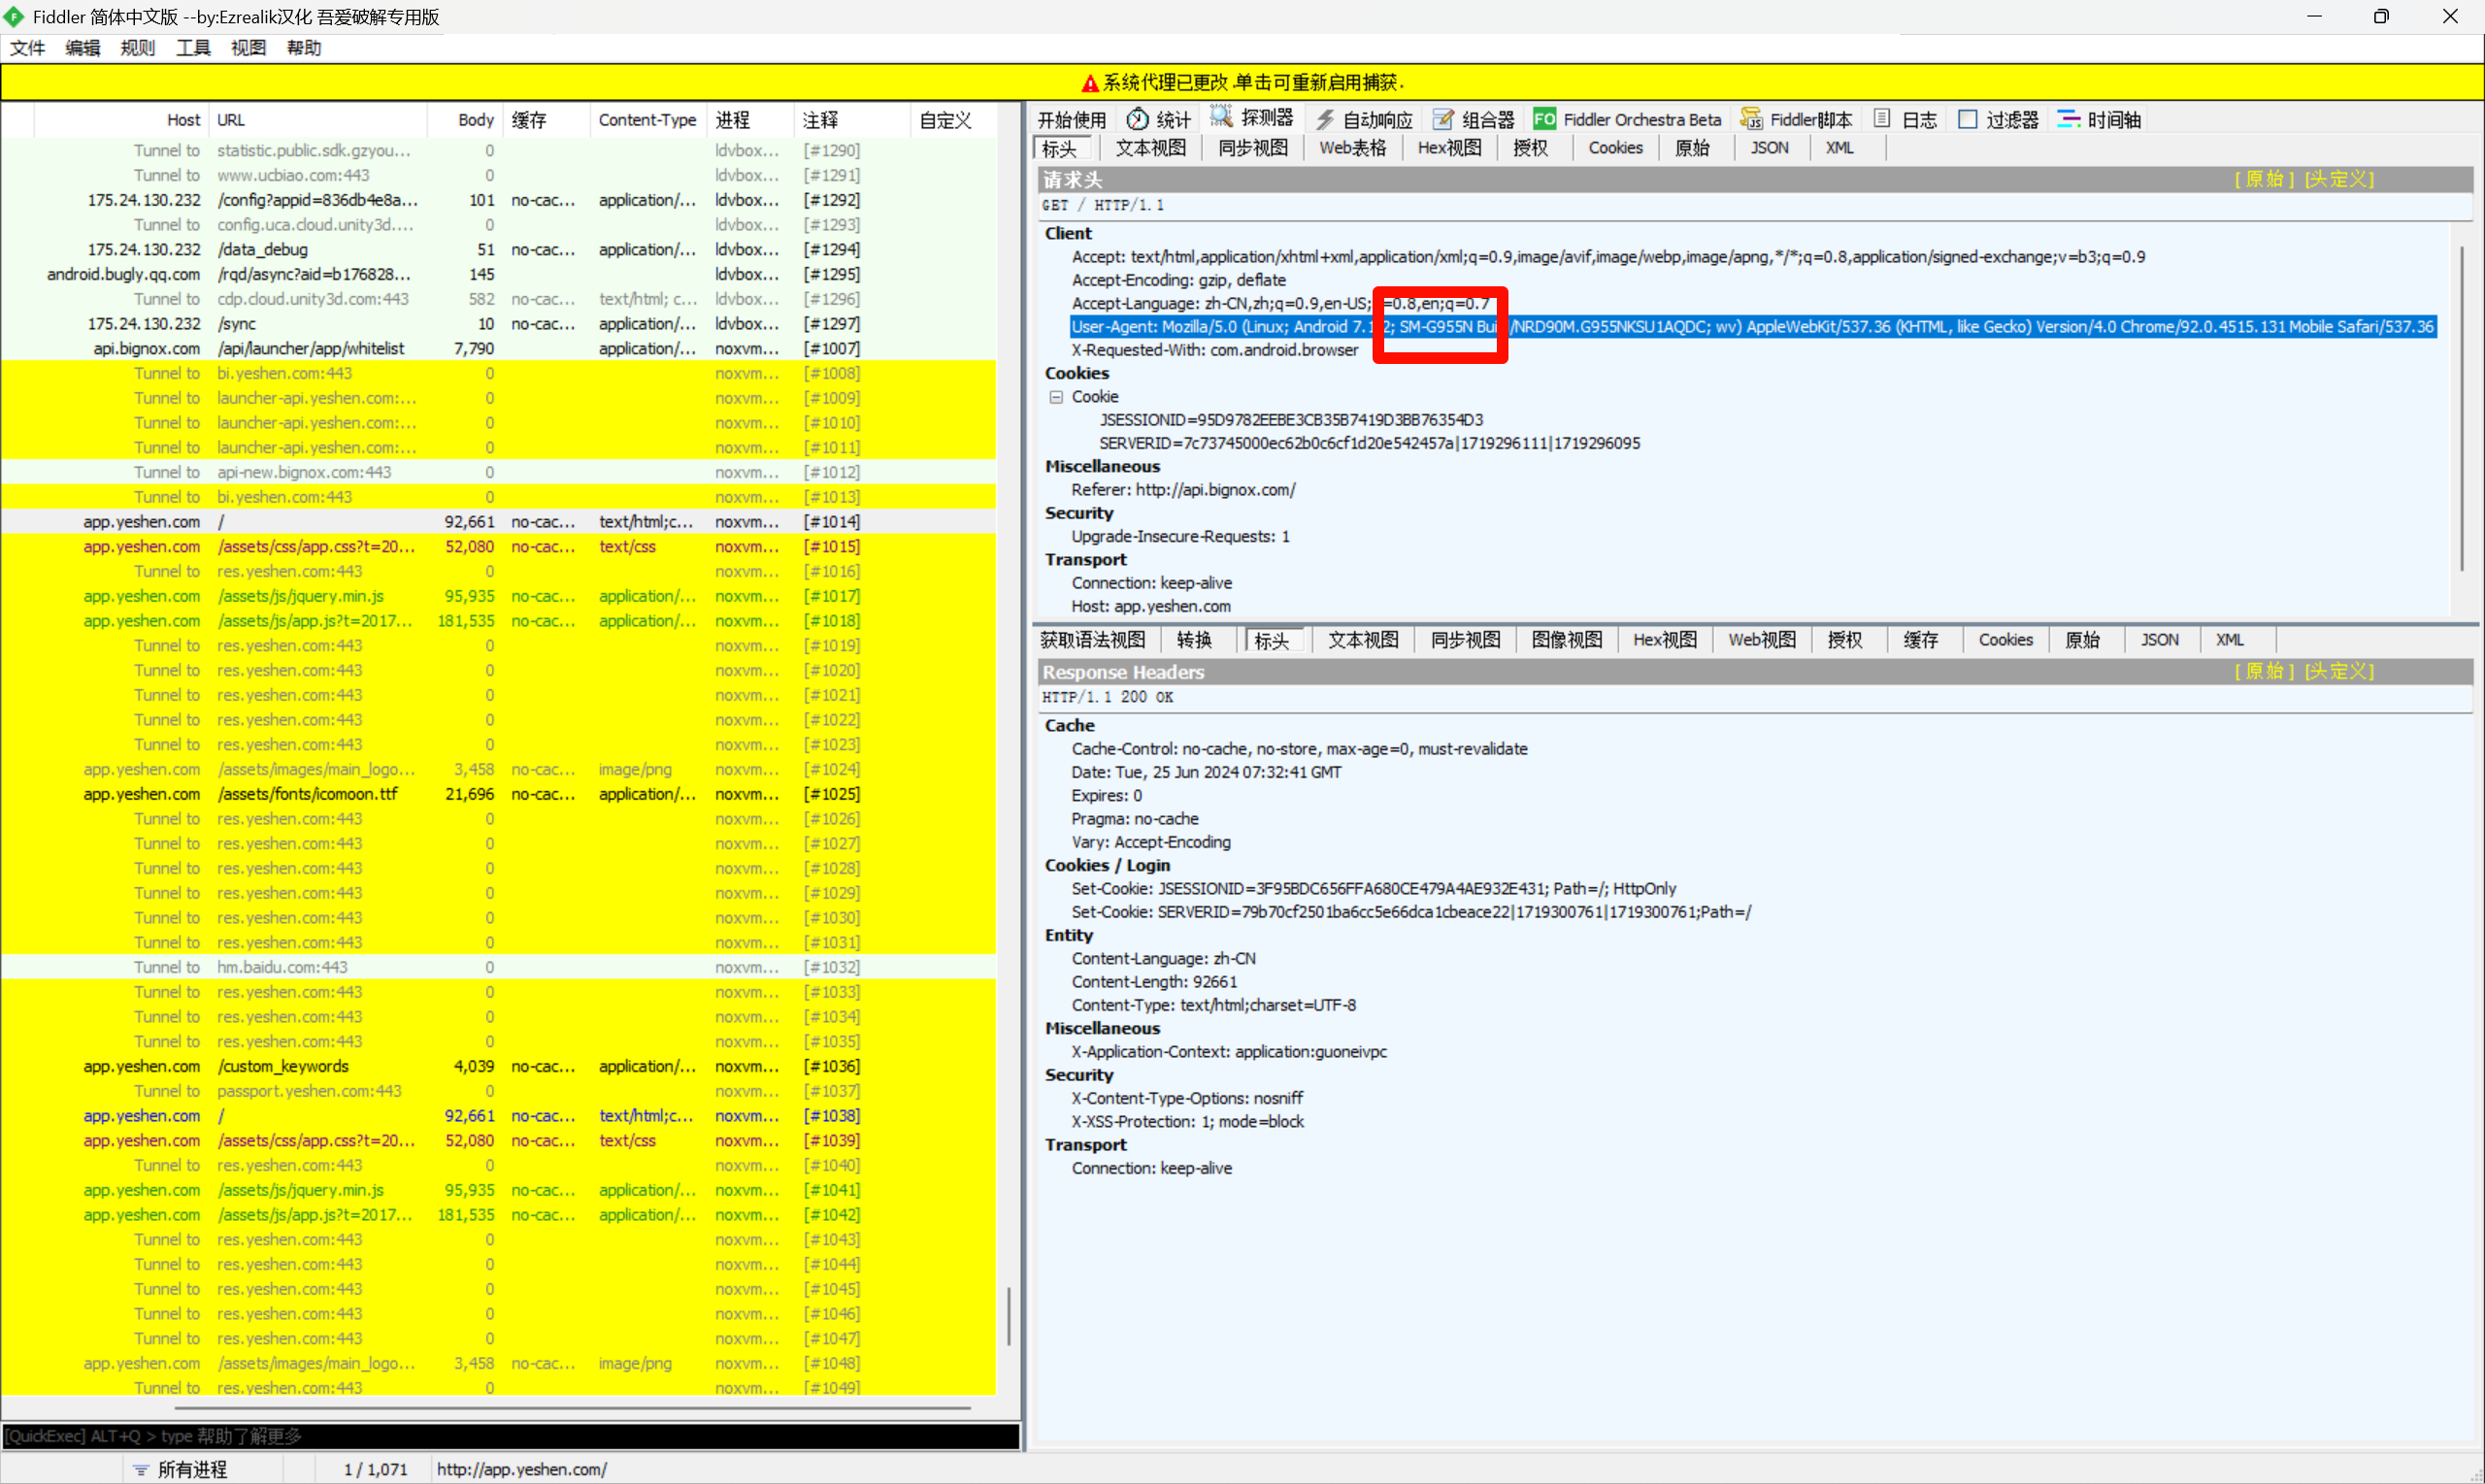 Fiddler 简体中文版 --by:Ezrealik汉化 吾爱破解专用版
文件 编辑 规则 工具 视图 帮助
系统代理已更改.单击可重新启用捕获.
Host URL Body 缓存 Content-Type 进程 注释 自定义
Tunnel to statistic.public.sdk.gzyou... 0 ldvbox... [#1290]
Tunnel to www.ucbiao.com:443 0 ldvbox... [#1291]
175.24.130.232 /config?appid=836db4e8a... 101 no-cac... application/... ldvbox... [#1292]
Tunnel to config.uca.cloud.unity3d.... 0 ldvbox... [#1293]
175.24.130.232 /data_debug 51 no-cac... application/... ldvbox... [#1294]
android.bugly.qq.com /rqd/async?aid=b176828... 145 ldvbox... [#1295]
Tunnel to cdp.cloud.unity3d.com:443 582 no-cac... text/html; c... ldvbox... [#1296]
175.24.130.232 /sync 10 no-cac... application/... ldvbox... [#1297]
api.bignox.com /api/launcher/app/whitelist 7,790 application/... noxvm... [#1007]
Tunnel to bi.yeshen.com:443 0 noxvm... [#1008]
Tunnel to launcher-api.yeshen.com:... 0 noxvm... [#1009]
Tunnel to launcher-api.yeshen.com:... 0 noxvm... [#1010]
Tunnel to launcher-api.yeshen.com:... 0 noxvm... [#1011]
Tunnel to api-new.bignox.com:443 0 noxvm... [#1012]
Tunnel to bi.yeshen.com:443 0 noxvm... [#1013]
app.yeshen.com / 92,661 no-cac... text/html;c... noxvm... [#1014]
app.yeshen.com /assets/css/app.css?t=20... 52,080 no-cac... text/css noxvm... [#1015]
Tunnel to res.yeshen.com:443 0 noxvm... [#1016]
app.yeshen.com /assets/js/jquery.min.js 95,935 no-cac... application/... noxvm... [#1017]
app.yeshen.com /assets/js/app.js?t=2017... 181,535 no-cac... application/... noxvm... [#1018]
Tunnel to res.yeshen.com:443 0 noxvm... [#1019]
Tunnel to res.yeshen.com:443 0 noxvm... [#1020]
Tunnel to res.yeshen.com:443 0 noxvm... [#1021]
Tunnel to res.yeshen.com:443 0 noxvm... [#1022]
Tunnel to res.yeshen.com:443 0 noxvm... [#1023]
app.yeshen.com /assets/images/main_logo... 3,458 no-cac... image/png noxvm... [#1024]
app.yeshen.com /assets/fonts/icomoon.ttf 21,696 no-cac... application/... noxvm... [#1025]
Tunnel to res.yeshen.com:443 0 noxvm... [#1026]
Tunnel to res.yeshen.com:443 0 noxvm... [#1027]
Tunnel to res.yeshen.com:443 0 noxvm... [#1028]
Tunnel to res.yeshen.com:443 0 noxvm... [#1029]
Tunnel to res.yeshen.com:443 0 noxvm... [#1030]
Tunnel to res.yeshen.com:443 0 noxvm... [#1031]
Tunnel to hm.baidu.com:443 0 noxvm... [#1032]
Tunnel to res.yeshen.com:443 0 noxvm... [#1033]
Tunnel to res.yeshen.com:443 0 noxvm... [#1034]
Tunnel to res.yeshen.com:443 0 noxvm... [#1035]
app.yeshen.com /custom_keywords 4,039 no-cac... application/... noxvm... [#1036]
Tunnel to passport.yeshen.com:443 0 noxvm... [#1037]
app.yeshen.com / 92,661 no-cac... text/html;c... noxvm... [#1038]
app.yeshen.com /assets/css/app.css?t=20... 52,080 no-cac... text/css noxvm... [#1039]
Tunnel to res.yeshen.com:443 0 noxvm... [#1040]
app.yeshen.com /assets/js/jquery.min.js 95,935 no-cac... application/... noxvm... [#1041]
app.yeshen.com /assets/js/app.js?t=2017... 181,535 no-cac... application/... noxvm... [#1042]
Tunnel to res.yeshen.com:443 0 noxvm... [#1043]
Tunnel to res.yeshen.com:443 0 noxvm... [#1044]
Tunnel to res.yeshen.com:443 0 noxvm... [#1045]
Tunnel to res.yeshen.com:443 0 noxvm... [#1046]
Tunnel to res.yeshen.com:443 0 noxvm... [#1047]
app.yeshen.com /assets/images/main_logo... 3,458 no-cac... image/png noxvm... [#1048]
Tunnel to res.yeshen.com:443 0 noxvm... [#1049]
[QuickExec] ALT+Q > type 帮助了解更多
所有进程 1 / 1,071 http://app.yeshen.com/
开始使用 统计 探测器 自动响应 组合器 FO Fiddler Orchestra Beta JS Fiddler脚本 日志 过滤器 时间轴
标头 文本视图 同步视图 Web表格 Hex视图 授权 Cookies 原始 JSON XML
请求头 [ 原始 ] [头定义]
GET / HTTP/1.1
Client
Accept: text/html,application/xhtml+xml,application/xml;q=0.9,image/avif,image/webp,image/apng,*/*;q=0.8,application/signed-exchange;v=b3;q=0.9
Accept-Encoding: gzip, deflate
Accept-Language: zh-CN,zh;q=0.9,en-US; =0.8,en;q=0.7
User-Agent: Mozilla/5.0 (Linux; Android 7.1 2; SM-G955N Bui /NRD90M.G955NKSU1AQDC; wv) AppleWebKit/537.36 (KHTML, like Gecko) Version/4.0 Chrome/92.0.4515.131 Mobile Safari/537.36
X-Requested-With: com.android.browser
Cookies
Cookie
JSESSIONID=95D9782EEBE3CB35B7419D3BB76354D3
SERVERID=7c73745000ec62b0c6cf1d20e542457a|1719296111|1719296095
Miscellaneous
Referer: http://api.bignox.com/
Security
Upgrade-Insecure-Requests: 1
Transport
Connection: keep-alive
Host: app.yeshen.com
获取语法视图 转换 标头 文本视图 同步视图 图像视图 Hex视图 Web视图 授权 缓存 Cookies 原始 JSON XML
Response Headers [ 原始 ] [头定义]
HTTP/1.1 200 OK
Cache
Cache-Control: no-cache, no-store, max-age=0, must-revalidate
Date: Tue, 25 Jun 2024 07:32:41 GMT
Expires: 0
Pragma: no-cache
Vary: Accept-Encoding
Cookies / Login
Set-Cookie: JSESSIONID=3F95BDC656FFA680CE479A4AE932E431; Path=/; HttpOnly
Set-Cookie: SERVERID=79b70cf2501ba6cc5e66dca1cbeace22|1719300761|1719300761;Path=/
Entity
Content-Language: zh-CN
Content-Length: 92661
Content-Type: text/html;charset=UTF-8
Miscellaneous
X-Application-Context: application:guoneivpc
Security
X-Content-Type-Options: nosniff
X-XSS-Protection: 1; mode=block
Transport
Connection: keep-alive